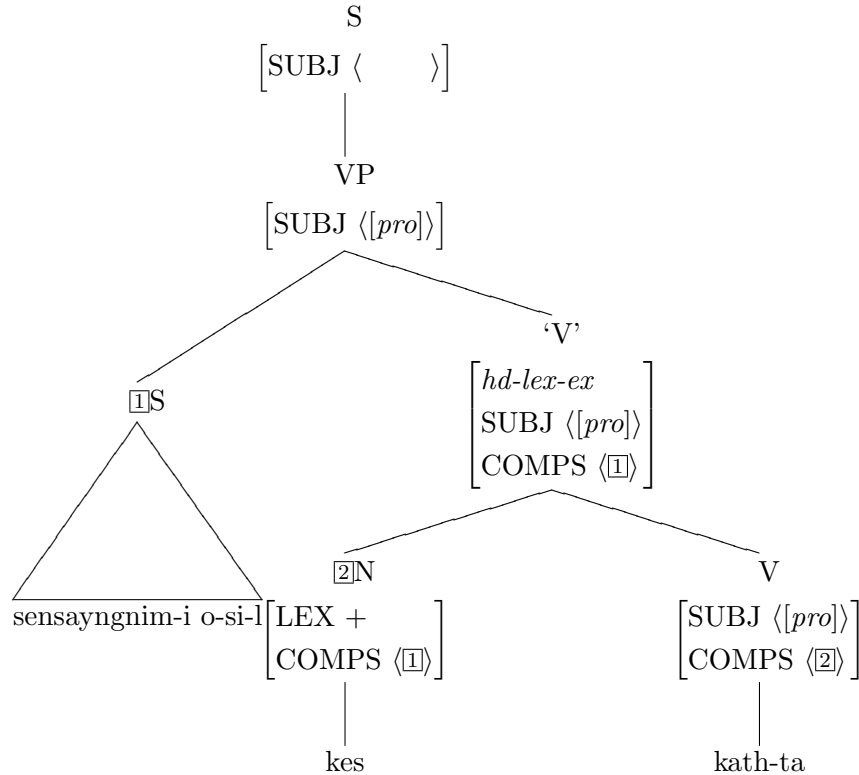 S
[SUBJ ⟨ ⟩]
VP
[SUBJ ⟨[pro]⟩]
‘V’
1S
hd-lex-ex
SUBJ ⟨[pro]⟩
COMPS ⟨1⟩
2N
V
sensayngnim-i o-si-l
LEX +
COMPS ⟨1⟩
SUBJ ⟨[pro]⟩
COMPS ⟨2⟩
kes
kath-ta